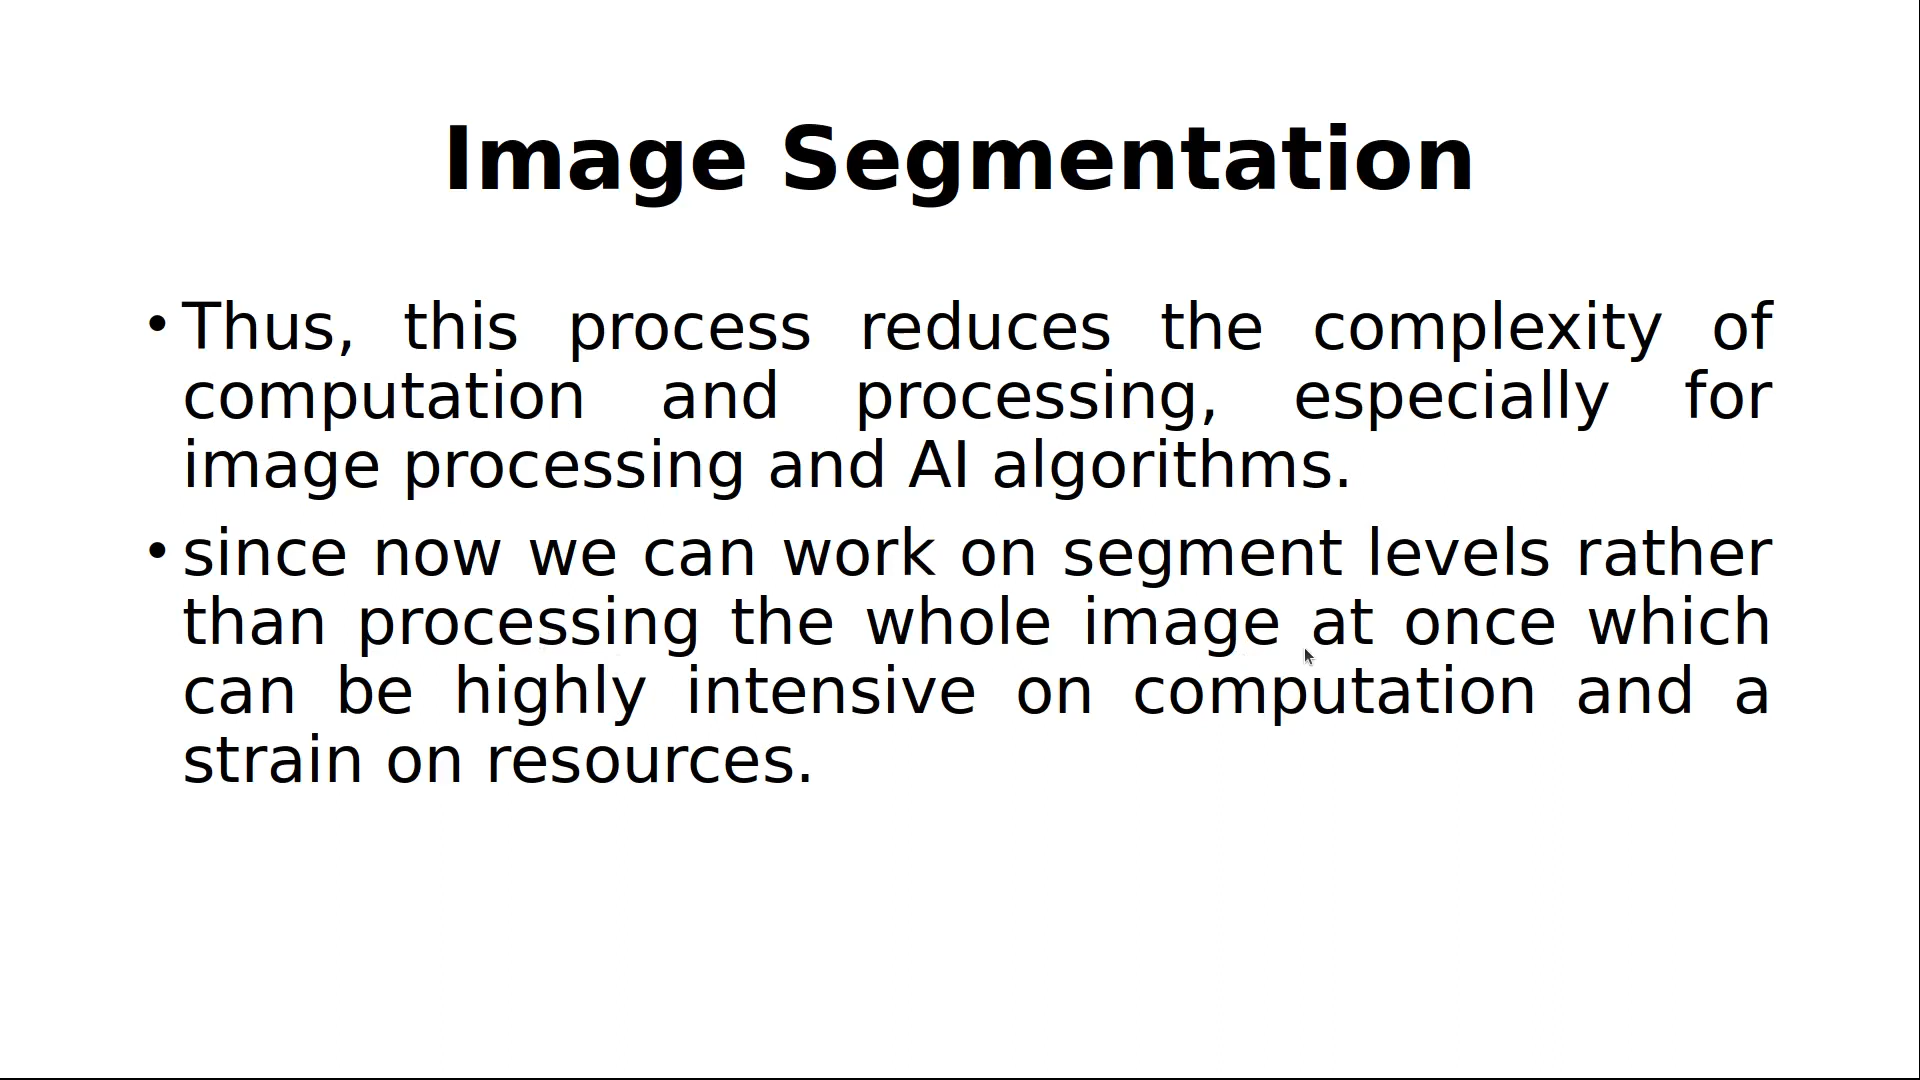 Image Segmentation
• Thus, this process reduces the complexity of
computation and processing, especially for
image processing and AI algorithms.
• since now we can work on segment levels rather
than processing the whole image at once which
can be highly intensive on computation and a
strain on resources.